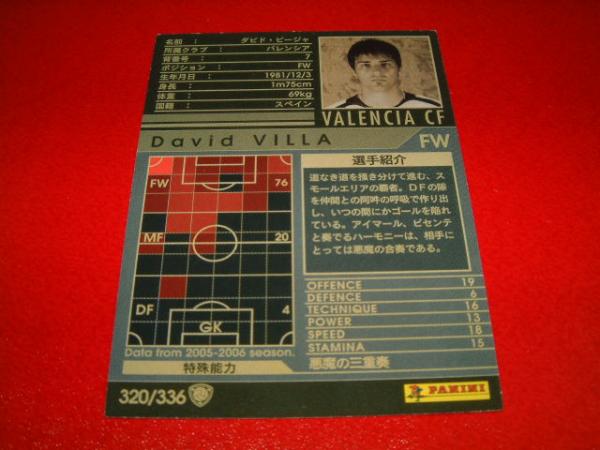 名前： ダビド・ビージャ
所属クラブ： バレンシア
背番号： 7
ポジション： FW
生年月日： 1981/12/3
身長： 1m75cm
体重： 69kg
国籍： スペイン
VALENCIA CF
David VILLA FW
FW 76
MF 20
DF 4
GK
Data from 2005-2006 season.
選手紹介
道なき道を掻き分けて進む、ス
モールエリアの覇者。DFの隙
を仲間との阿吽の呼吸で作り出
し、いつの間にかゴールを陥れ
ている。アイマール、ビセンテ
と奏でるハーモニーは、相手に
とっては悪魔の合奏である。
OFFENCE 19
DEFENCE 6
TECHNIQUE 16
POWER 13
SPEED 18
STAMINA 15
特殊能力 悪魔の三重奏
320/336
PANINI